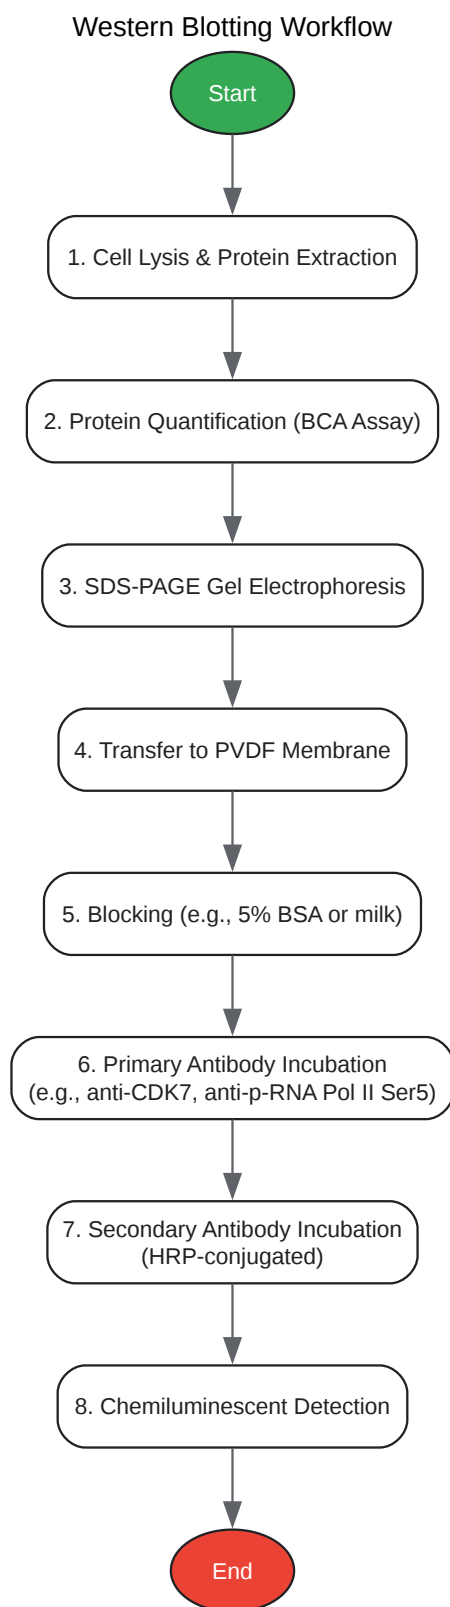 Western Blotting Workflow
Start
1. Cell Lysis & Protein Extraction
2. Protein Quantification (BCA Assay)
3. SDS-PAGE Gel Electrophoresis
4. Transfer to PVDF Membrane
5. Blocking (e.g., 5% BSA or milk)
6. Primary Antibody Incubation
(e.g., anti-CDK7, anti-p-RNA Pol II Ser5)
7. Secondary Antibody Incubation
(HRP-conjugated)
8. Chemiluminescent Detection
End